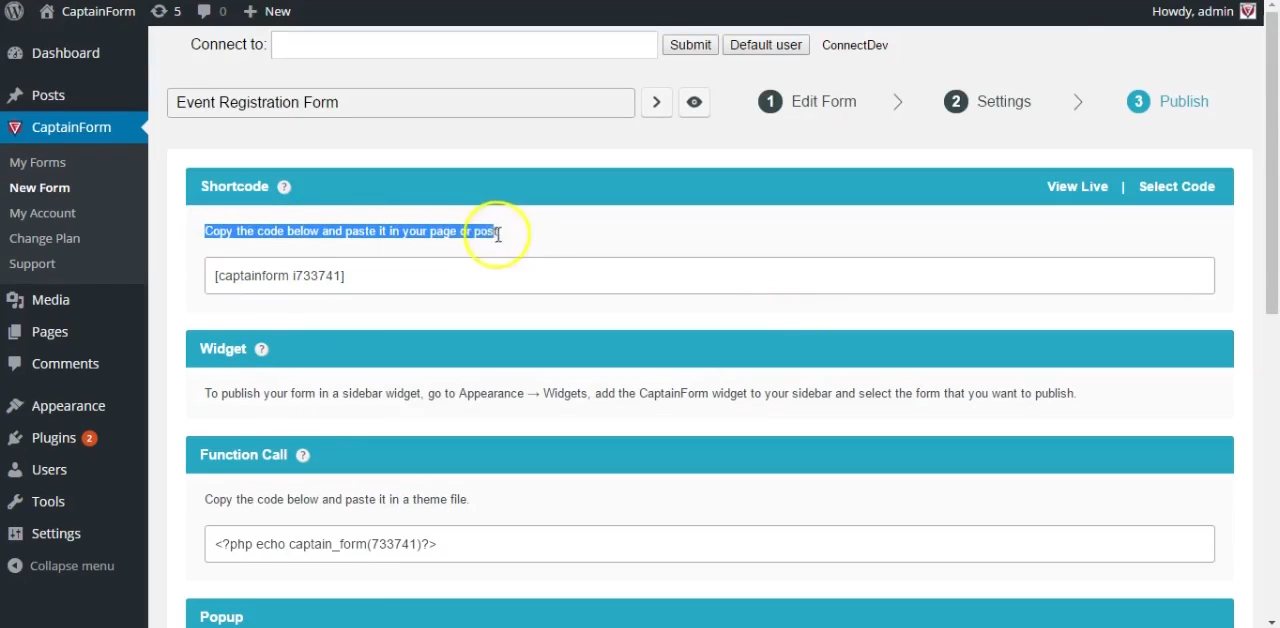 CaptainForm 5 0 New Howdy, admin
Connect to: Submit Default user ConnectDev
Dashboard
Posts
CaptainForm
My Forms
New Form
My Account
Change Plan
Support
Media
Pages
Comments
Appearance
Plugins 2
Users
Tools
Settings
Collapse menu
Event Registration Form 1 Edit Form 2 Settings 3 Publish
Shortcode ? View Live | Select Code
Copy the code below and paste it in your page or post
[captainform i733741]
Widget ?
To publish your form in a sidebar widget, go to Appearance → Widgets, add the CaptainForm widget to your sidebar and select the form that you want to publish.
Function Call ?
Copy the code below and paste it in a theme file.
<?php echo captain_form(733741)?>
Popup